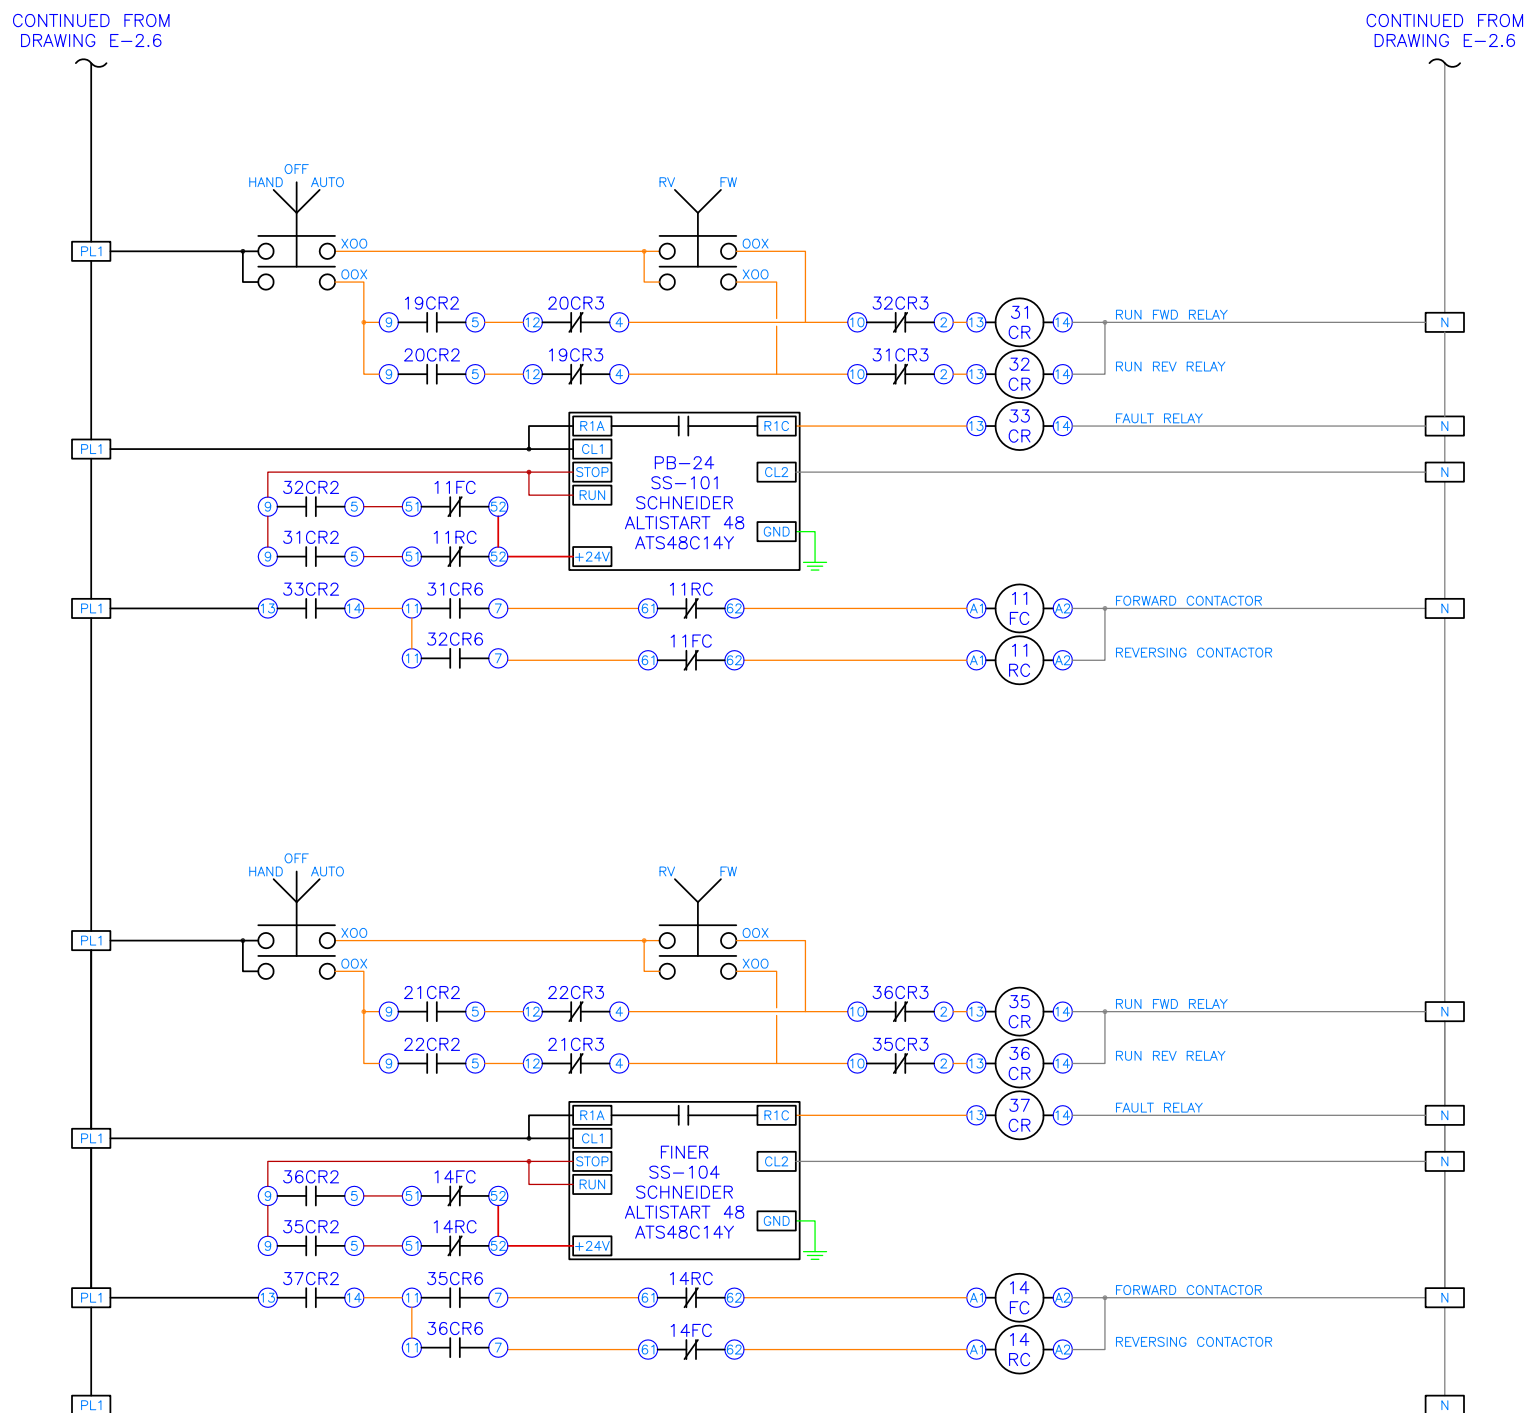 CONTINUED FROM
DRAWING E-2.6
CONTINUED FROM
DRAWING E-2.6
OFF
HAND AUTO
RV FW
PL1 XOO OOX
OOX XOO
19CR2 20CR3 32CR3 31 RUN FWD RELAY
9 5 12 4 10 2 13 CR 14 N
20CR2 19CR3 31CR3 32 RUN REV RELAY
9 5 12 4 10 2 13 CR 14
R1A R1C 13 33 14 FAULT RELAY N
CR
PL1 CL1
PB-24
STOP CL2 N
SS-101
32CR2 11FC RUN SCHNEIDER
9 5 51 52
ALTISTART 48
31CR2 11RC GND
ATS48C14Y
9 5 51 52 +24V
33CR2 31CR6 11RC 11 FORWARD CONTACTOR
PL1 13 14 11 7 61 62 A1 FC A2 N
32CR6 11FC 11 REVERSING CONTACTOR
11 7 61 62 A1 RC A2
OFF
HAND AUTO
RV FW
PL1 XOO OOX
OOX XOO
21CR2 22CR3 36CR3 35 RUN FWD RELAY
9 5 12 4 10 2 13 CR 14 N
22CR2 21CR3 35CR3 36 RUN REV RELAY
9 5 12 4 10 2 13 CR 14
R1A R1C 13 37 14 FAULT RELAY N
CR
PL1 CL1
FINER
STOP CL2 N
SS-104
36CR2 14FC RUN SCHNEIDER
9 5 51 52
ALTISTART 48
35CR2 14RC GND
ATS48C14Y
9 5 51 52 +24V
37CR2 35CR6 14RC 14 FORWARD CONTACTOR
PL1 13 14 11 7 61 62 A1 FC A2 N
36CR6 14FC 14 REVERSING CONTACTOR
11 7 61 62 A1 RC A2
PL1 N